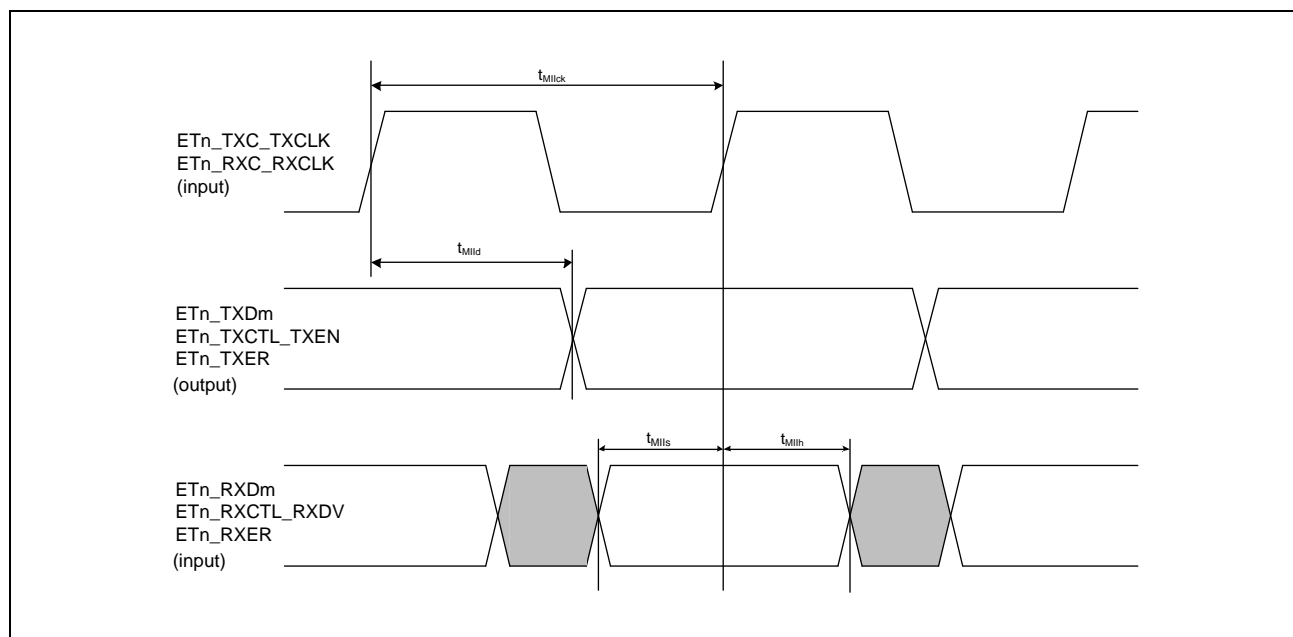 tMIIck
ETn_TXC_TXCLK
ETn_RXC_RXCLK
(input)
tMIId
ETn_TXDm
ETn_TXCTL_TXEN
ETn_TXER
(output)
tMIIs
tMIIh
ETn_RXDm
ETn_RXCTL_RXDV
ETn_RXER
(input)